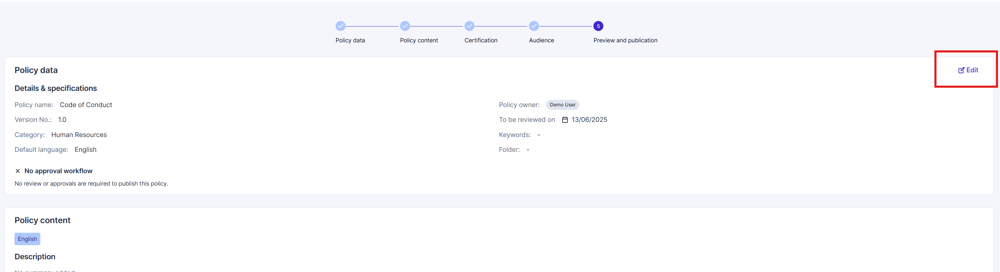 5
Policy data
Policy content
Certification
Audience
Preview and publication
Policy data
Edit
Details & specifications
Policy name: Code of Conduct
Policy owner: Demo User
Version No.: 1.0
To be reviewed on 13/06/2025
Category: Human Resources
Keywords: -
Default language: English
Folder: -
No approval workflow
No review or approvals are required to publish this policy.
Policy content
English
Description
No summary added